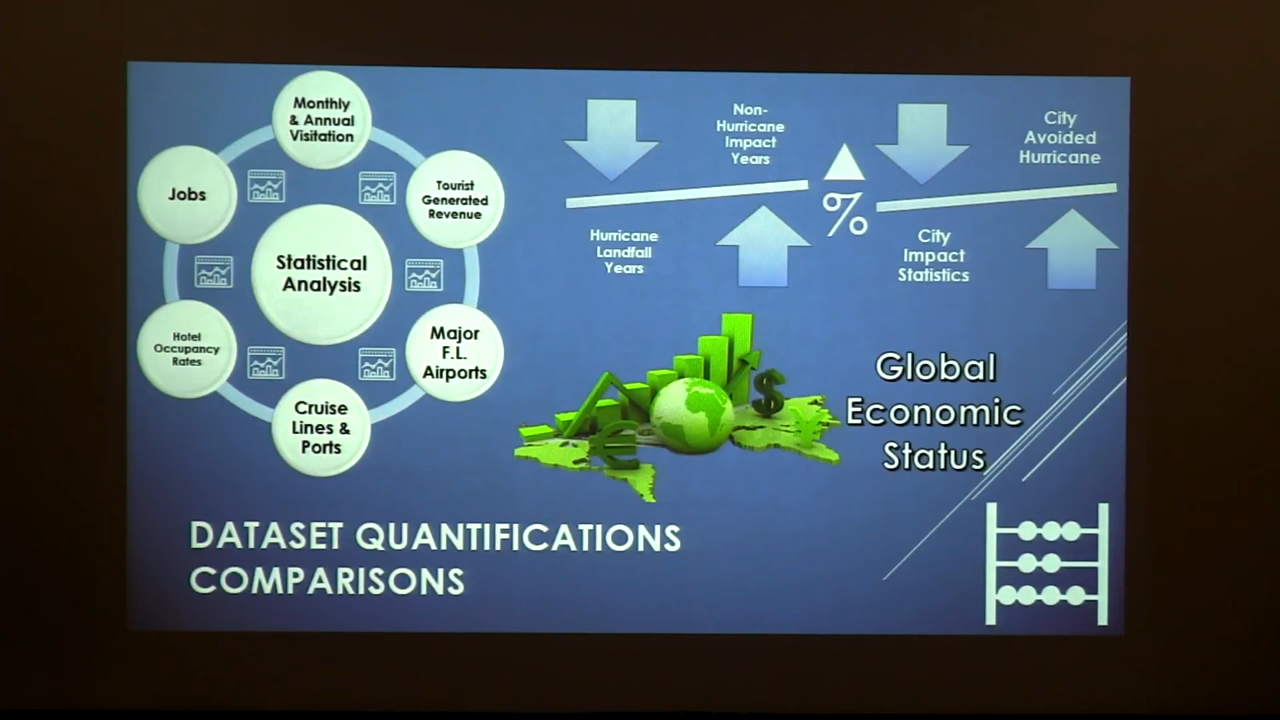 Monthly
& Annual
Visitation
Jobs
Tourist
Generated
Revenue
Statistical
Analysis
Hotel
Occupancy
Rates
Major
F.L.
Airports
Cruise
Lines &
Ports
Non-
Hurricane
Impact
Years
Hurricane
Landfall
Years
%
City
Avoided
Hurricane
City
Impact
Statistics
€
$
¥
Global
Economic
Status
DATASET QUANTIFICATIONS
COMPARISONS